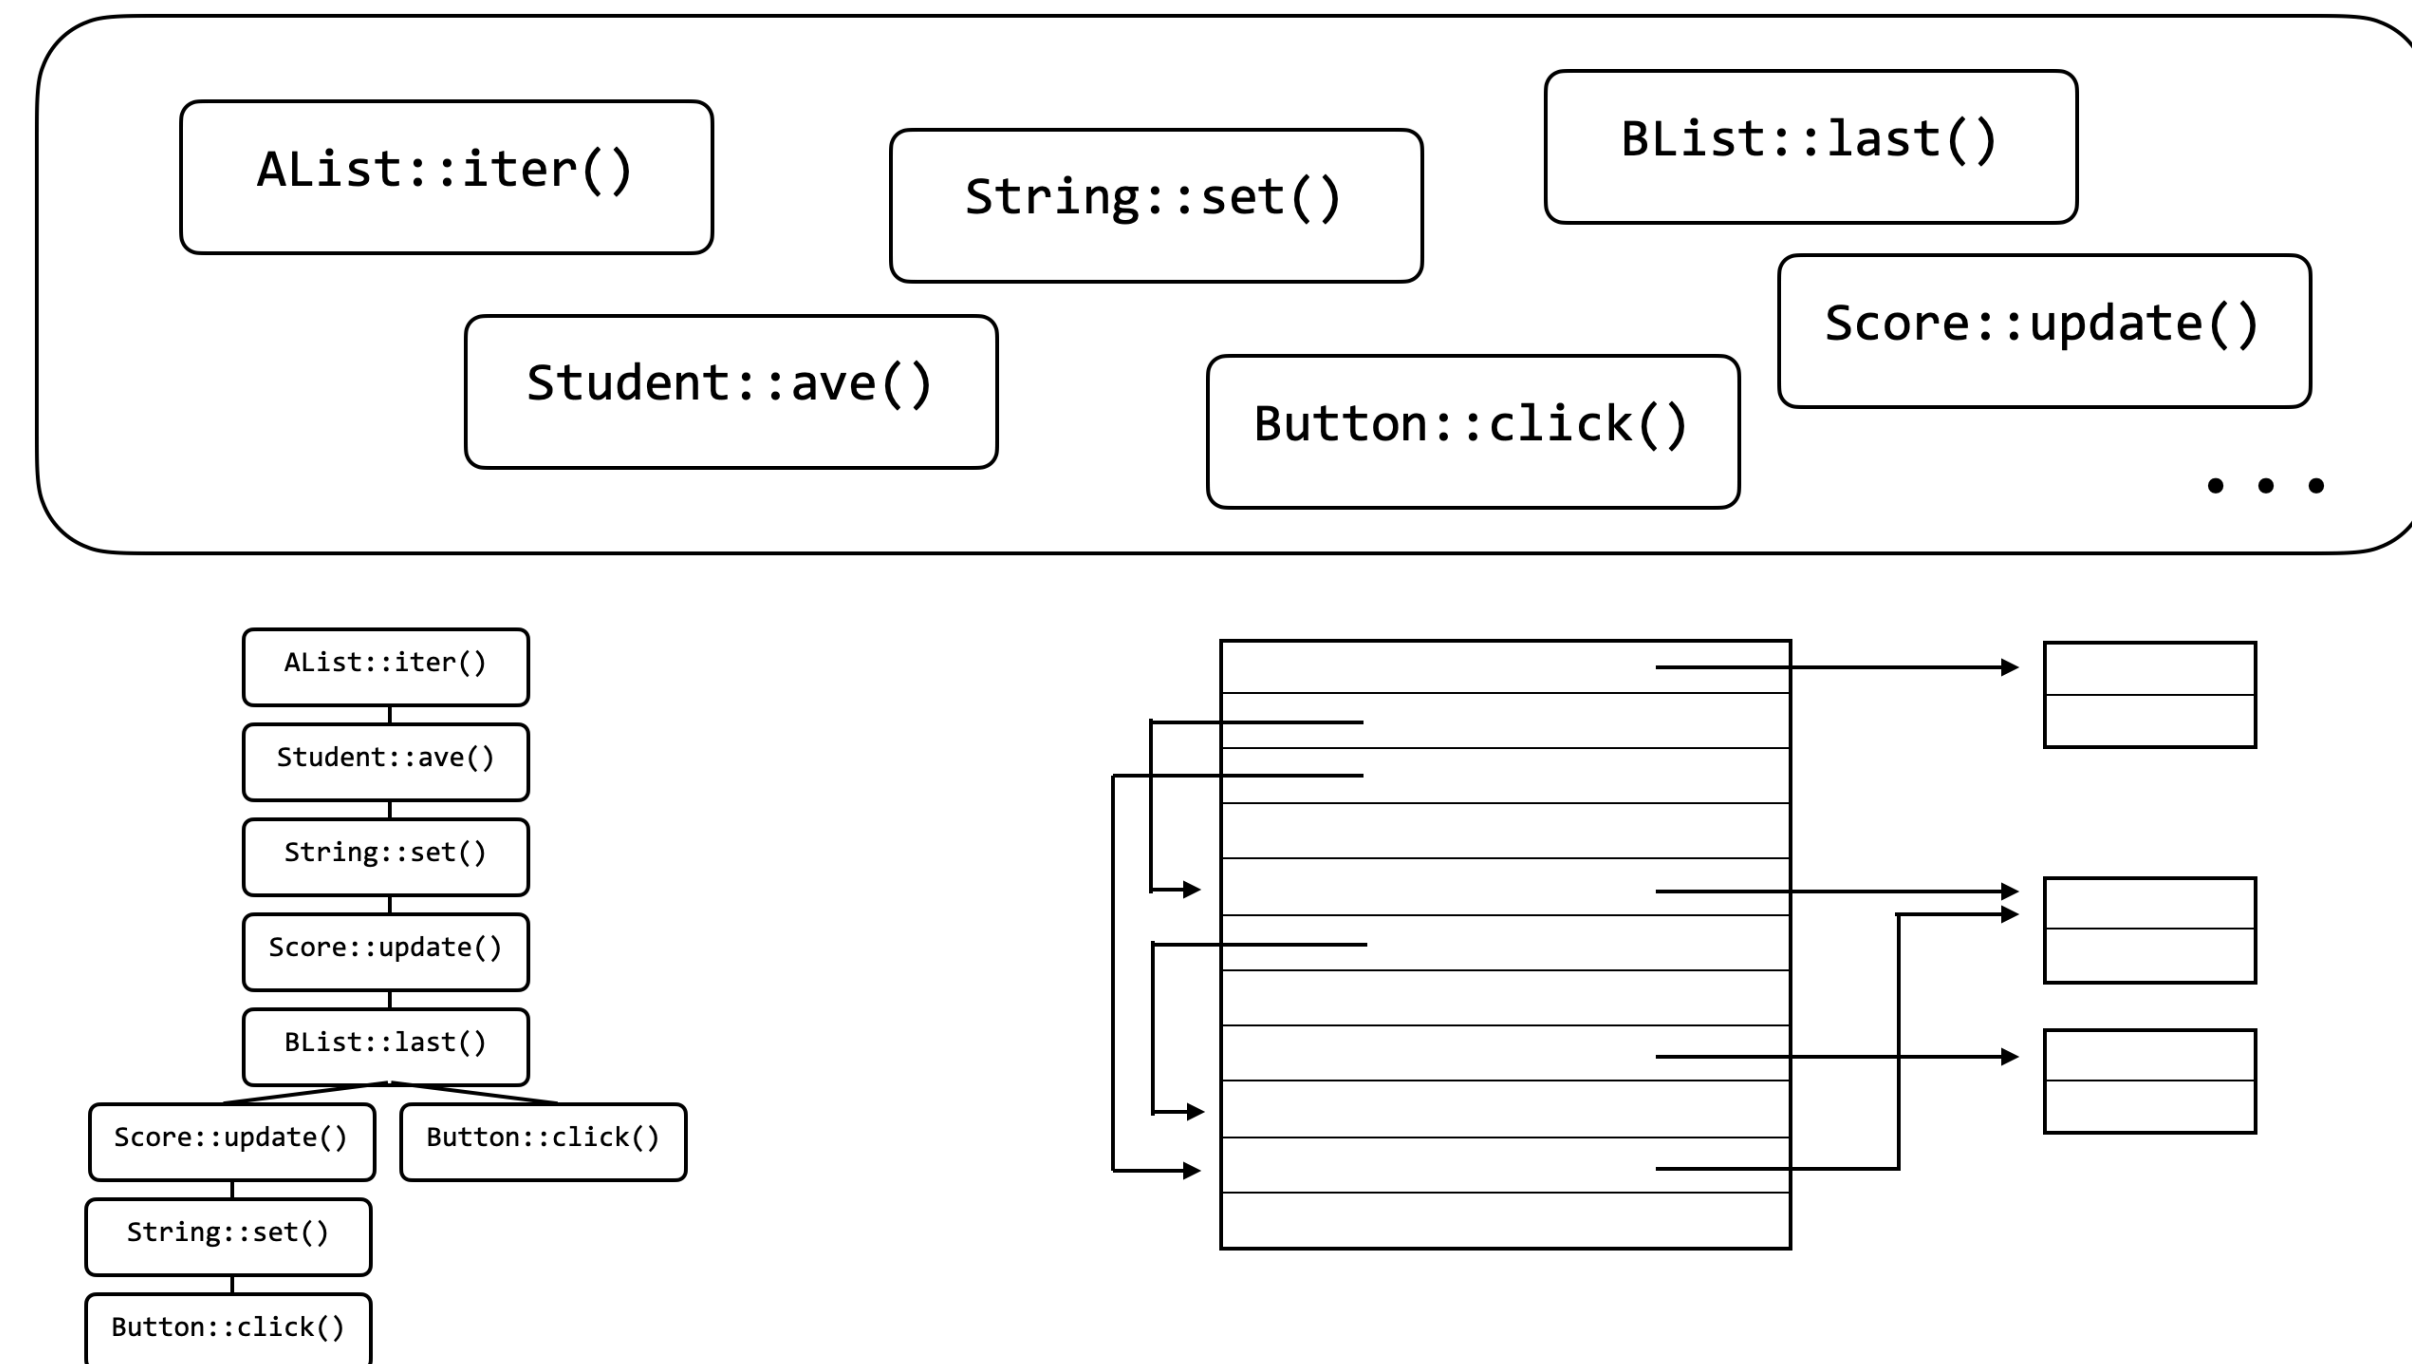 AList::iter()
String::set()
BList::last()
Student::ave()
Button::click()
Score::update()
...
AList::iter()
Student::ave()
String::set()
Score::update()
BList::last()
Score::update()
Button::click()
String::set()
Button::click()